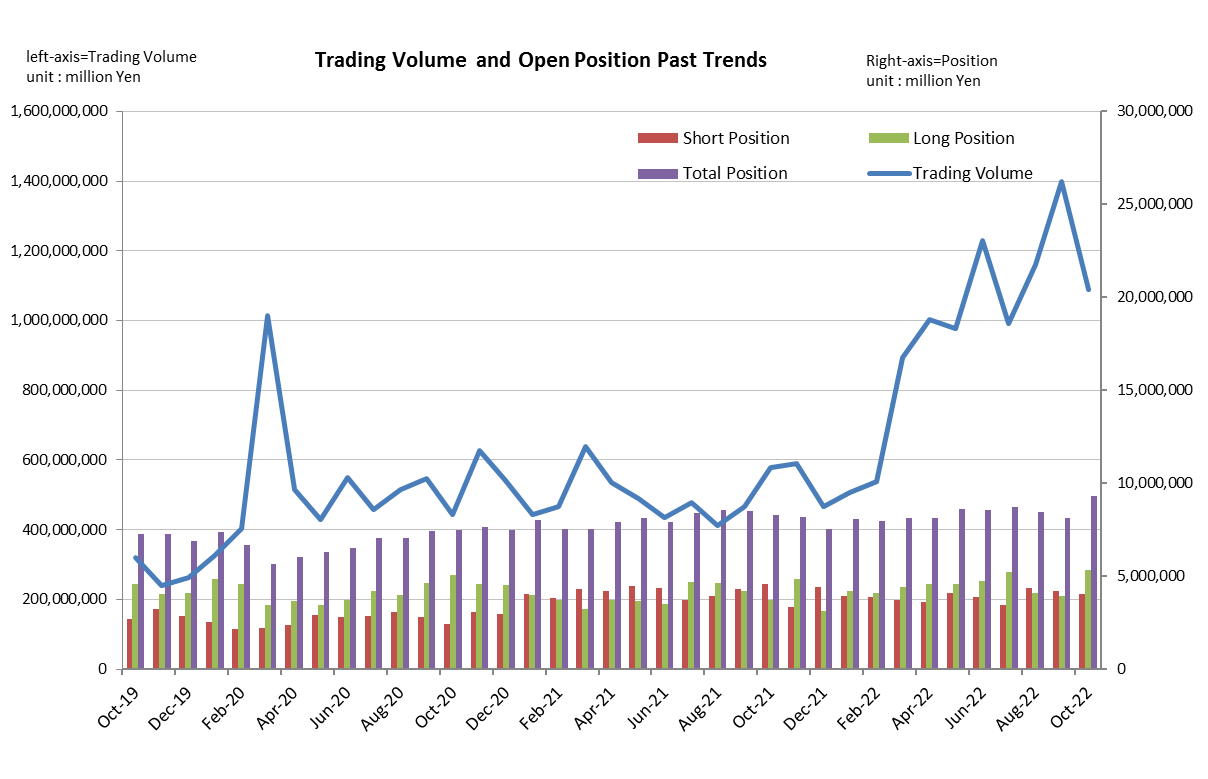 left-axis=Trading Volume
unit : million Yen
Trading Volume and Open Position Past Trends
Right-axis=Position
unit : million Yen
1,600,000,000
1,400,000,000
1,200,000,000
1,000,000,000
800,000,000
600,000,000
400,000,000
200,000,000
0
Short Position
Long Position
Total Position
Trading Volume
30,000,000
25,000,000
20,000,000
15,000,000
10,000,000
5,000,000
0
Oct-19
Dec-19
Feb-20
Apr-20
Jun-20
Aug-20
Oct-20
Dec-20
Feb-21
Apr-21
Jun-21
Aug-21
Oct-21
Dec-21
Feb-22
Apr-22
Jun-22
Aug-22
Oct-22